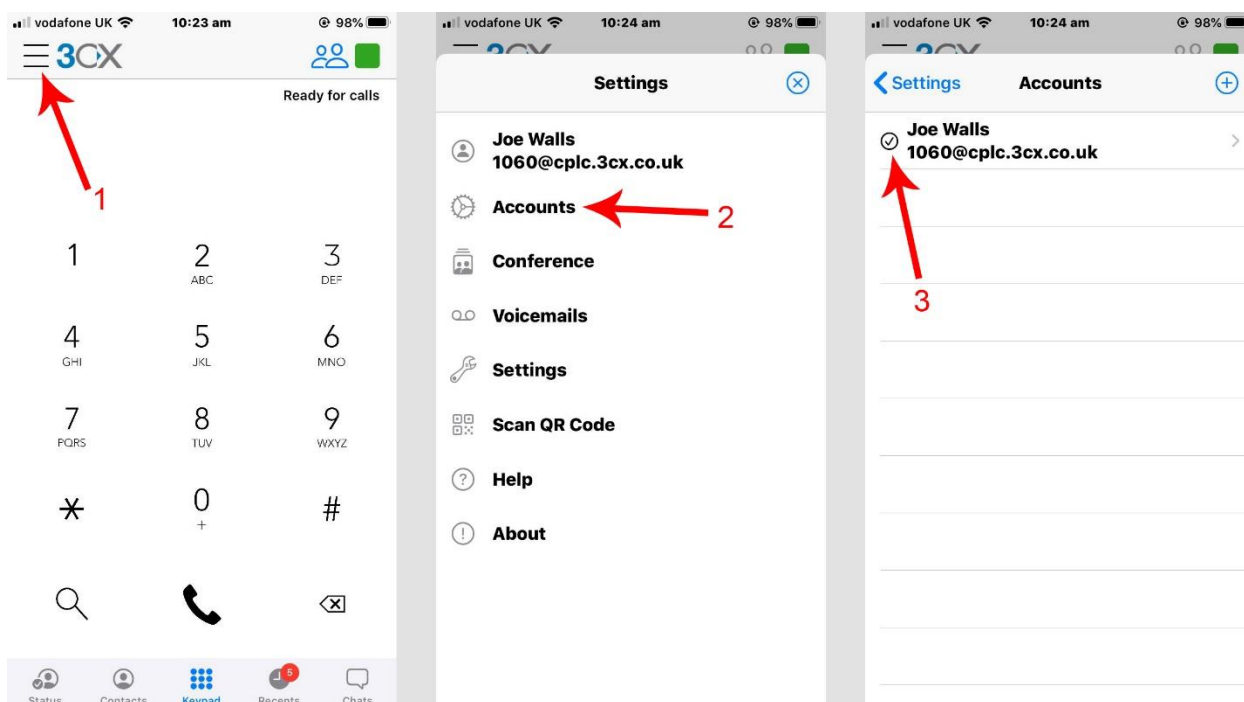 vodafone UK 10:23 am 98%
3CX
Ready for calls
1
1 2 3
ABC DEF
4 5 6
GHI JKL MNO
7 8 9
PQRS TUV WXYZ
* 0 #
+
Status Contacts Keypad Recents Chats
5
vodafone UK 10:24 am 98%
3CX
Settings
Joe Walls
1060@cplc.3cx.co.uk
Accounts
2
Conference
Voicemails
Settings
Scan QR Code
Help
About
vodafone UK 10:24 am 98%
3CX
Settings Accounts
Joe Walls
1060@cplc.3cx.co.uk
3